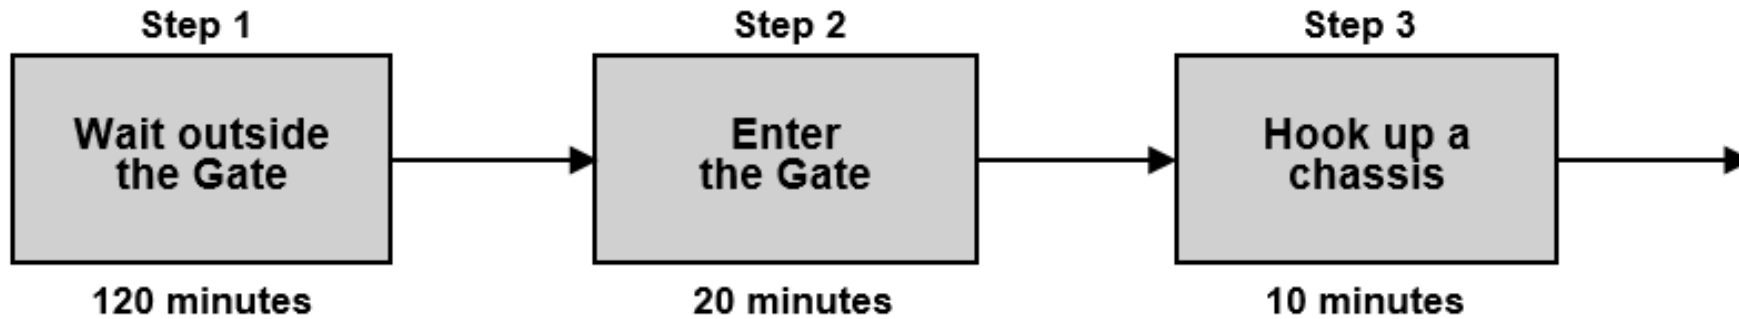 Step 1
Step 2
Step 3
Wait outside
the Gate
Enter
the Gate
Hook up a
chassis
120 minutes
20 minutes
10 minutes